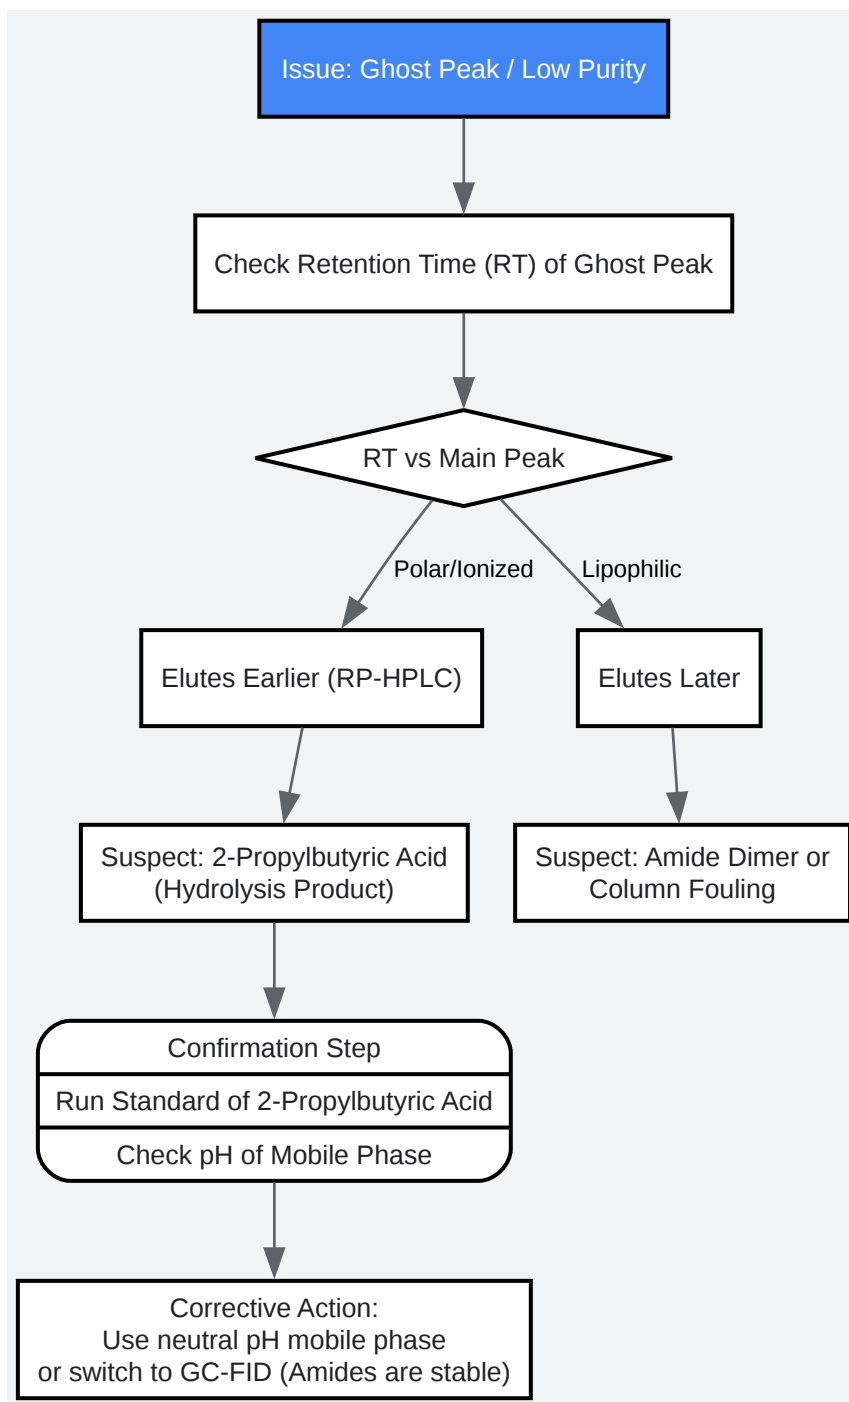 Issue: Ghost Peak / Low Purity
Check Retention Time (RT) of Ghost Peak
RT vs Main Peak
Polar/Ionized
Lipophilic
Elutes Earlier (RP-HPLC)
Elutes Later
Suspect: 2-Propylbutyric Acid
(Hydrolysis Product)
Suspect: Amide Dimer or
Column Fouling
Confirmation Step
Run Standard of 2-Propylbutyric Acid
Check pH of Mobile Phase
Corrective Action:
Use neutral pH mobile phase
or switch to GC-FID (Amides are stable)